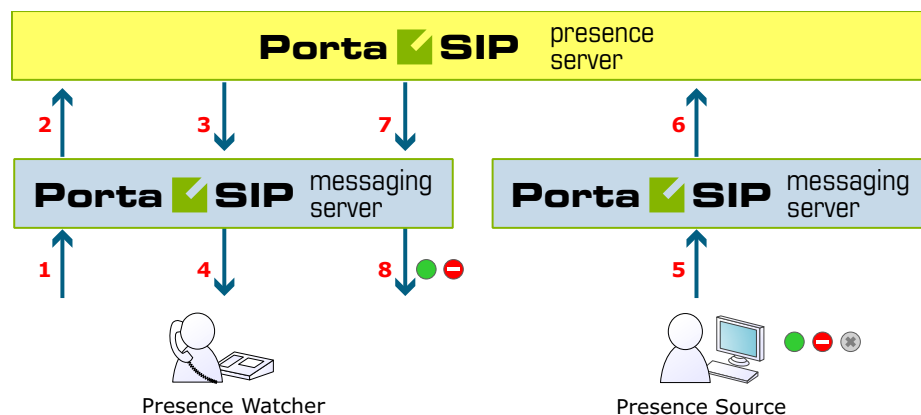 Porta SIP presence server
2
3
7
6
Porta SIP messaging server
Porta SIP messaging server
1
4
8
5
Presence Watcher
Presence Source